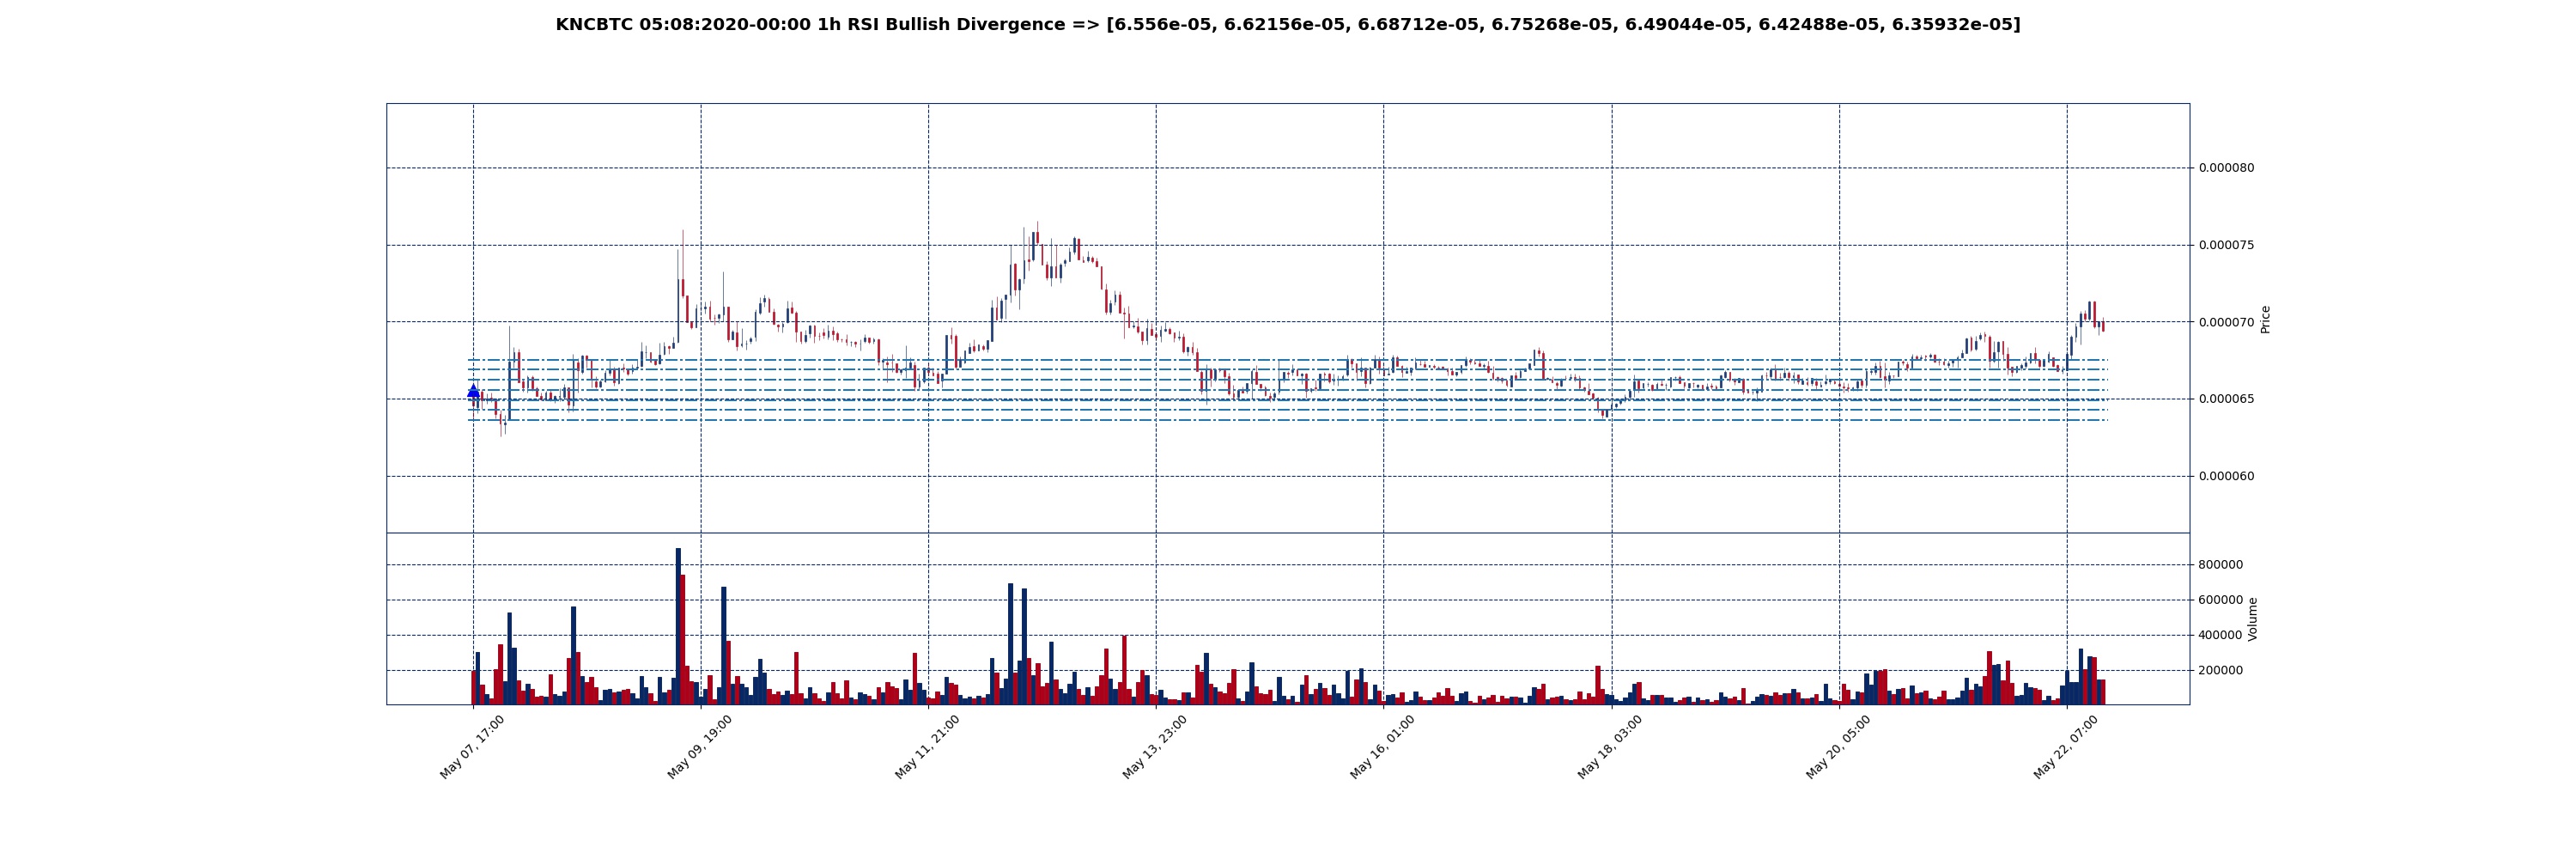 KNCBTC 05:08:2020-00:00 1h RSI Bullish Divergence => [6.556e-05, 6.62156e-05, 6.68712e-05, 6.75268e-05, 6.49044e-05, 6.42488e-05, 6.35932e-05]
0.000080
0.000075
0.000070
Price
0.000065
0.000060
800000
600000
Volume
400000
200000
May 07, 17:00
May 09, 19:00
May 11, 21:00
May 13, 23:00
May 16, 01:00
May 18, 03:00
May 20, 05:00
May 22, 07:00